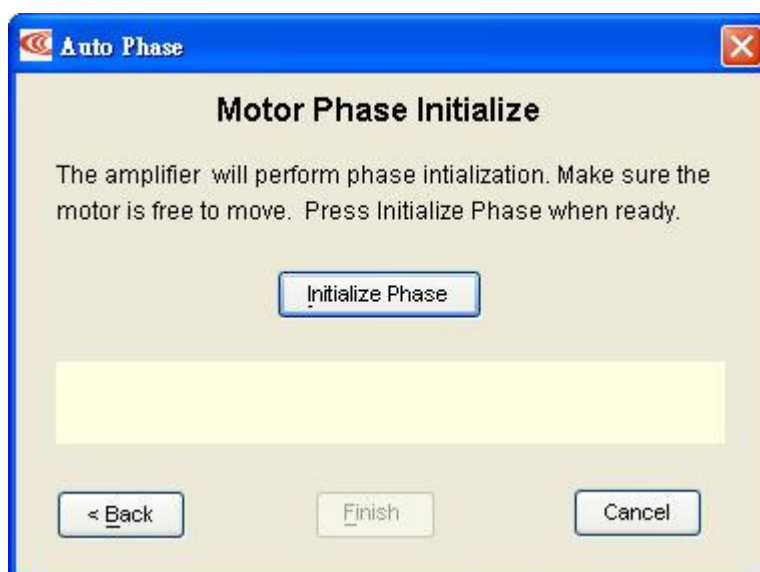 Auto Phase
Motor Phase Initialize
The amplifier will perform phase intialization. Make sure the
motor is free to move. Press Initialize Phase when ready.
Initialize Phase
< Back
Finish
Cancel